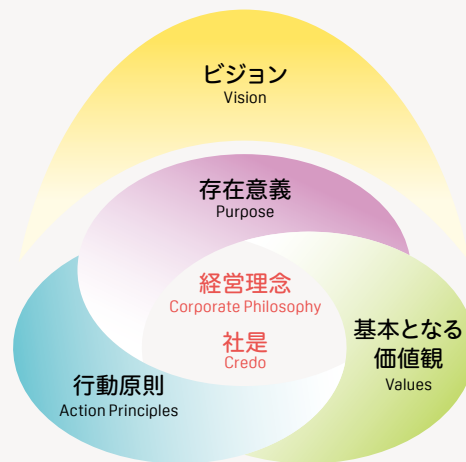 ビジョン
Vision
存在意義
Purpose
経営理念
Corporate Philosophy
社是
Credo
基本となる
価値観
Values
行動原則
Action Principles